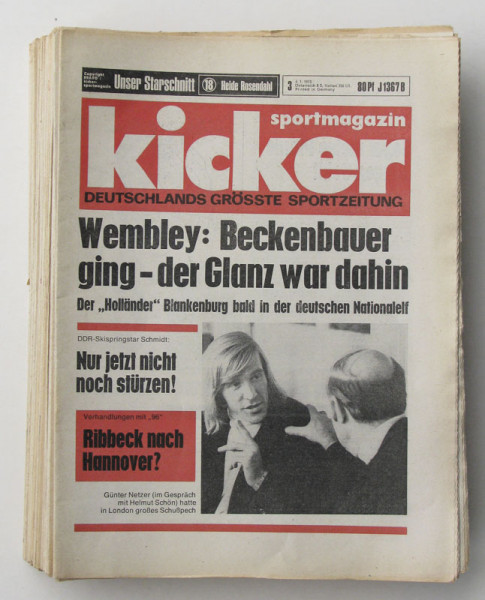 Unser Starschnitt
18
Heide Rosendahl
3
80 Pf J 1367 B
sportmagazin
kicker
DEUTSCHLANDS GRÖSSTE SPORTZEITUNG
Wembley: Beckenbauer
ging – der Glanz war dahin
Der „Holländer" Blankenburg bald in der deutschen Nationalelf
DDR-Skispringstar Schmidt:
Nur jetzt nicht
noch stürzen!
Verhandlungen mit „96"
Ribbeck nach
Hannover?
Günter Netzer (im Gespräch
mit Helmut Schön) hatte
in London großes Schußpech